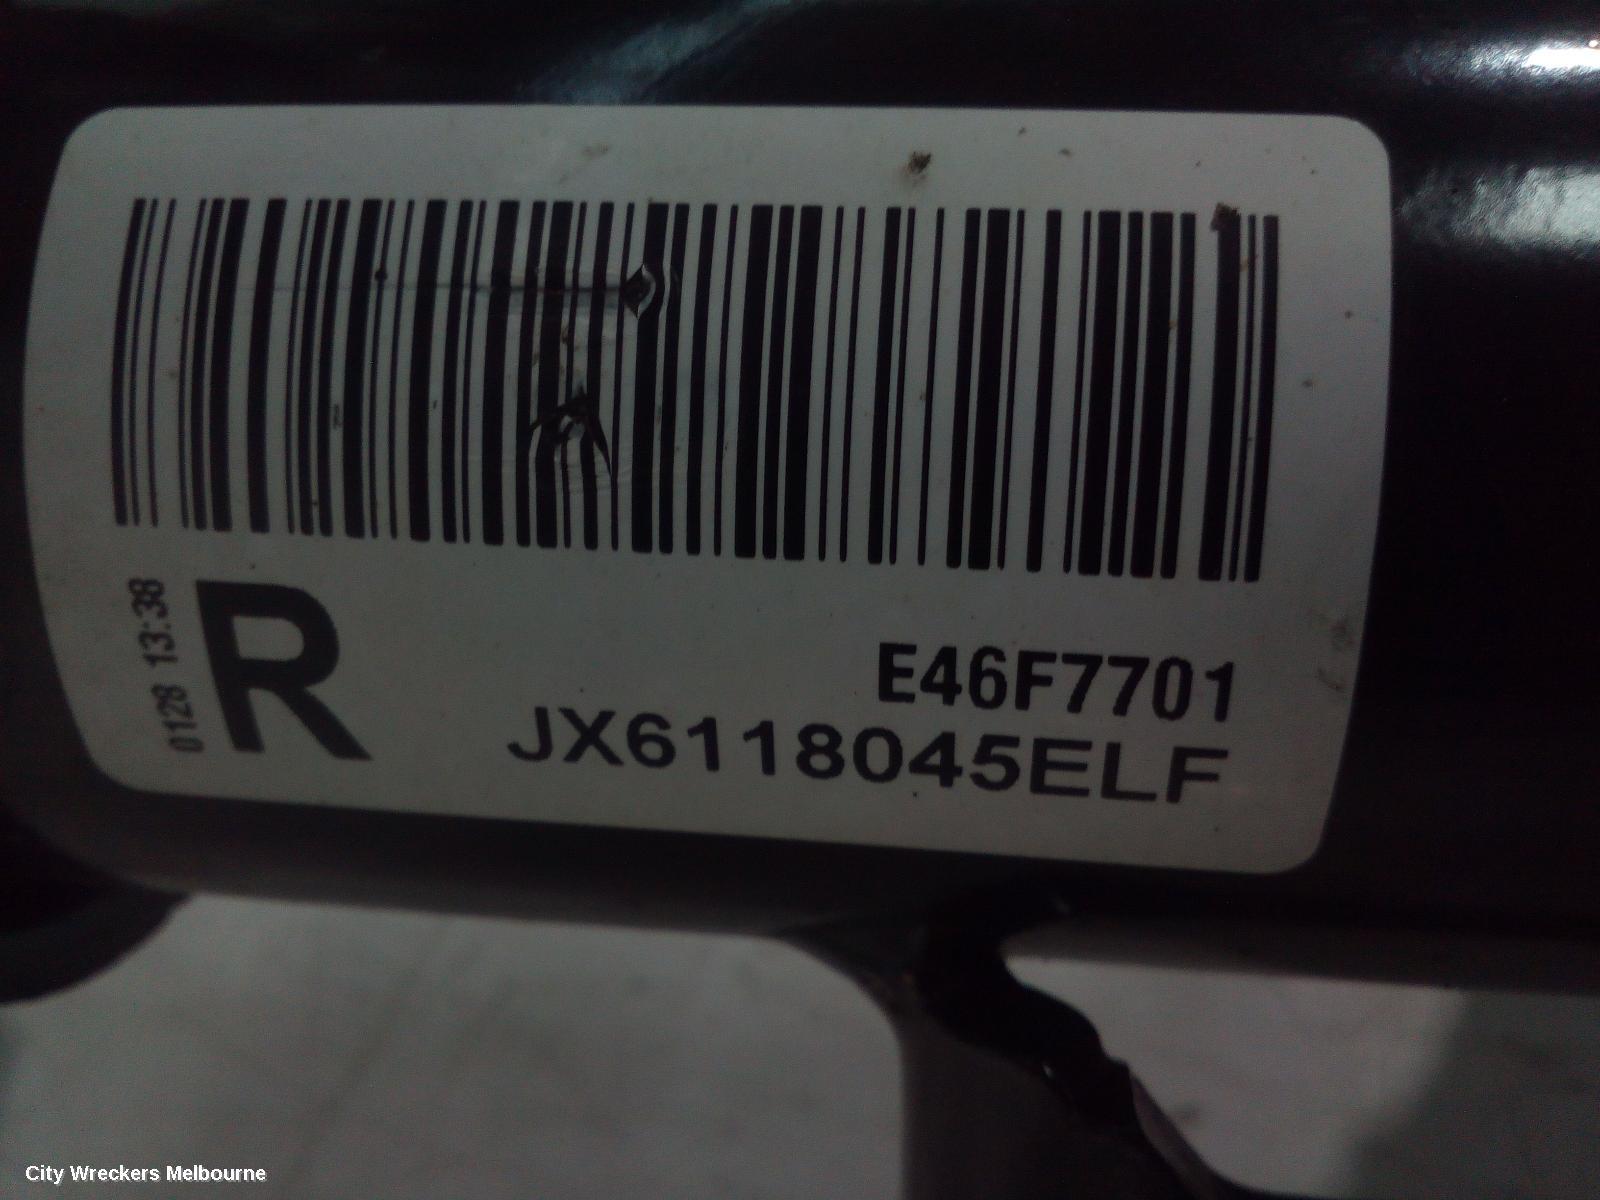 0128 13:38
R
E46F7701
JX6118045ELF
City Wreckers Melbourne